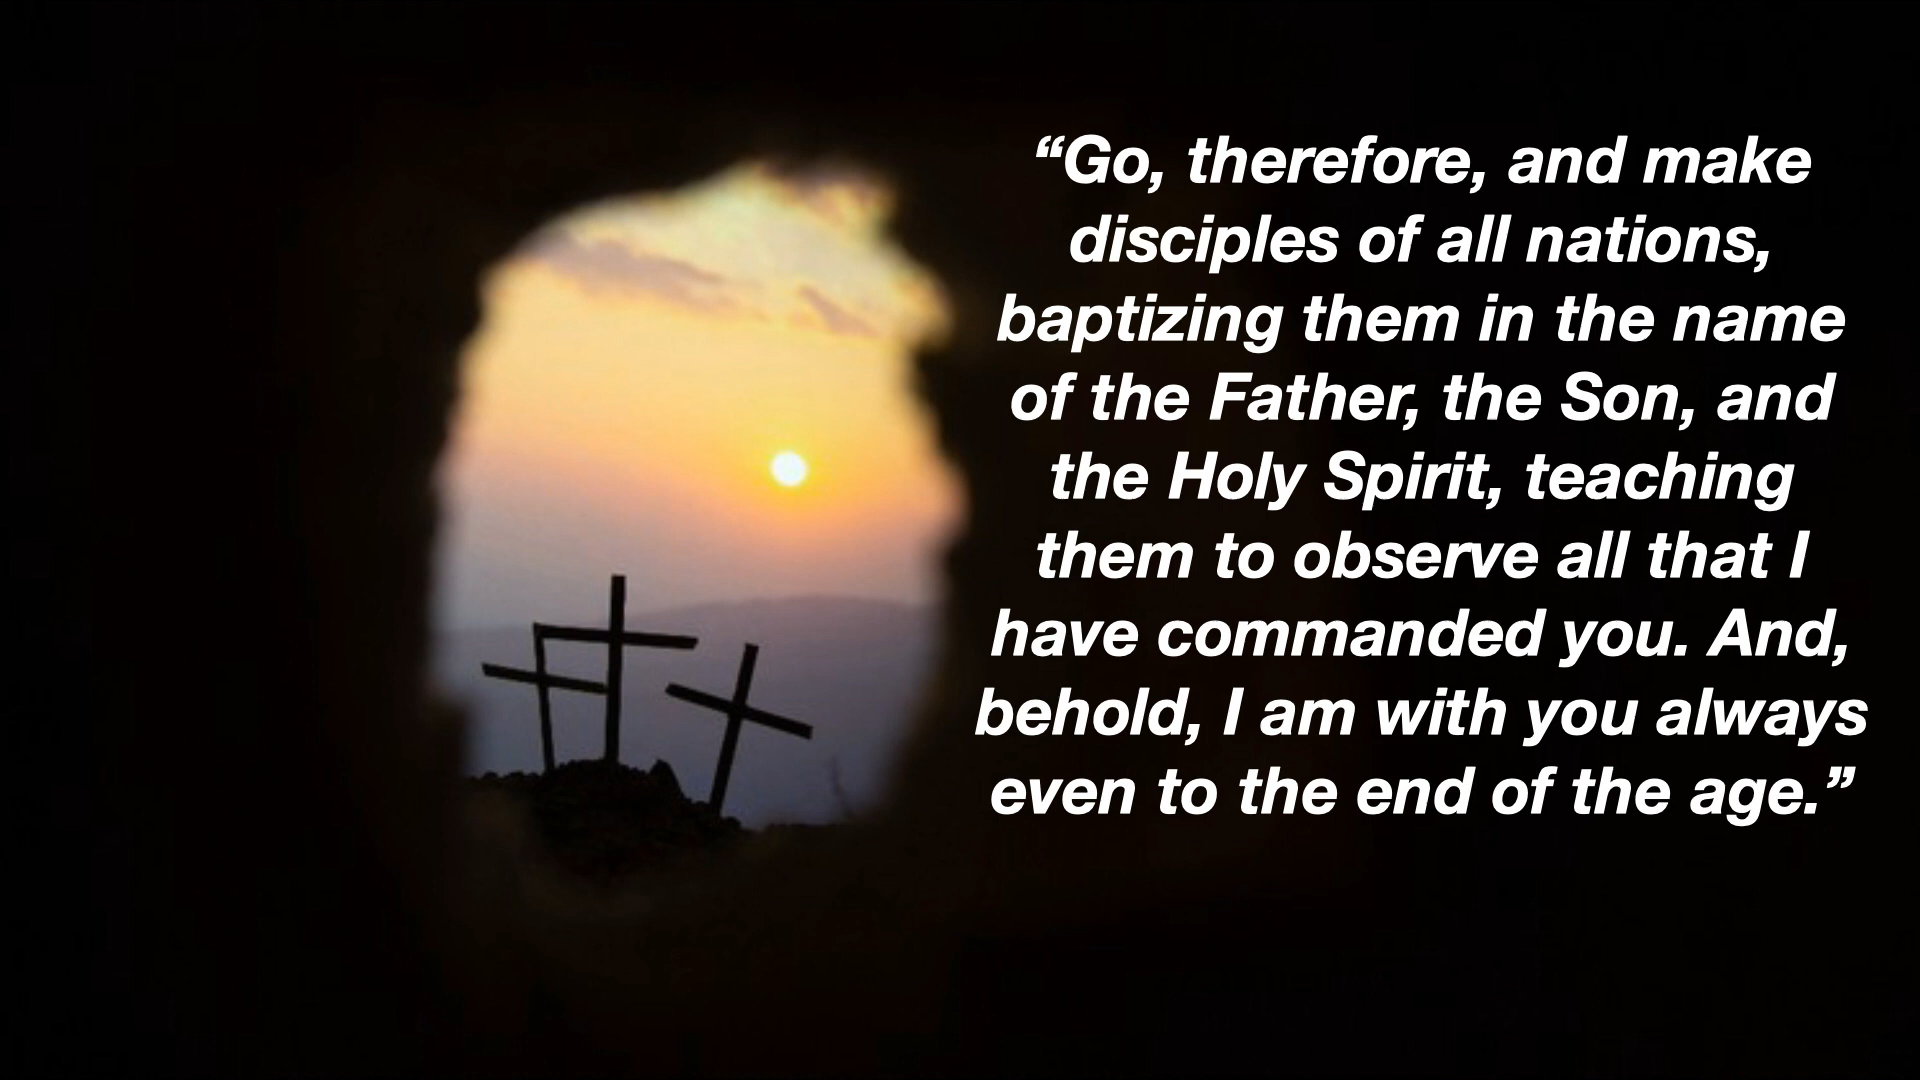 “Go, therefore, and make
disciples of all nations,
baptizing them in the name
of the Father, the Son, and
the Holy Spirit, teaching
them to observe all that I
have commanded you. And,
behold, I am with you always
even to the end of the age.”